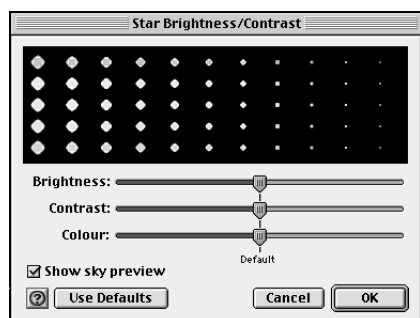 Star Brightness/Contrast
Brightness:
Contrast:
Colour:
Default
Show sky preview
? Use Defaults Cancel OK